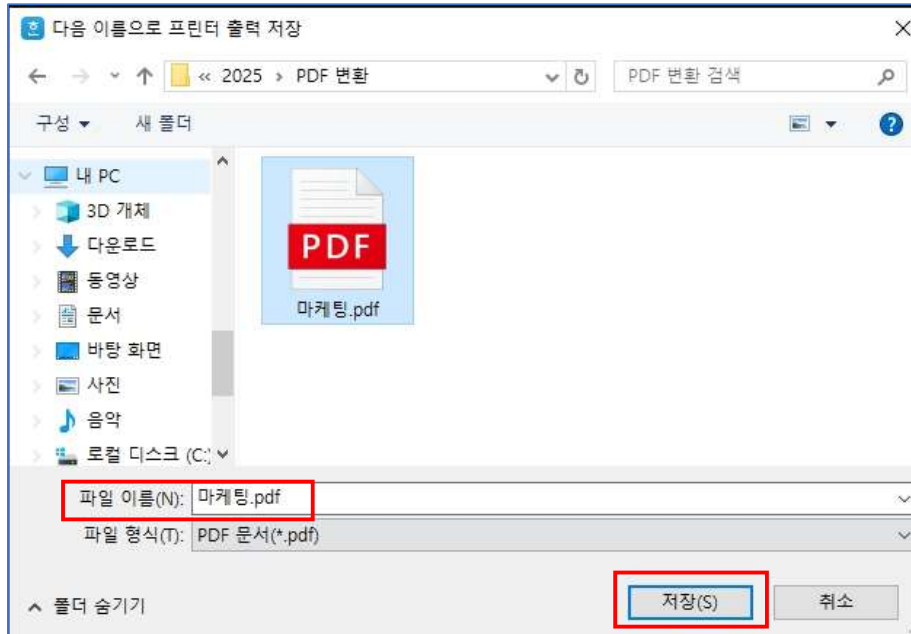 다음 이름으로 프린터 출력 저장
« 2025 › PDF 변환
PDF 변환 검색
구성
새 폴더
내 PC
3D 개체
다운로드
동영상
문서
바탕 화면
사진
음악
로컬 디스크 (C:)
PDF
마케팅.pdf
파일 이름(N): 마케팅.pdf
파일 형식(T): PDF 문서(*.pdf)
폴더 숨기기
저장(S)
취소